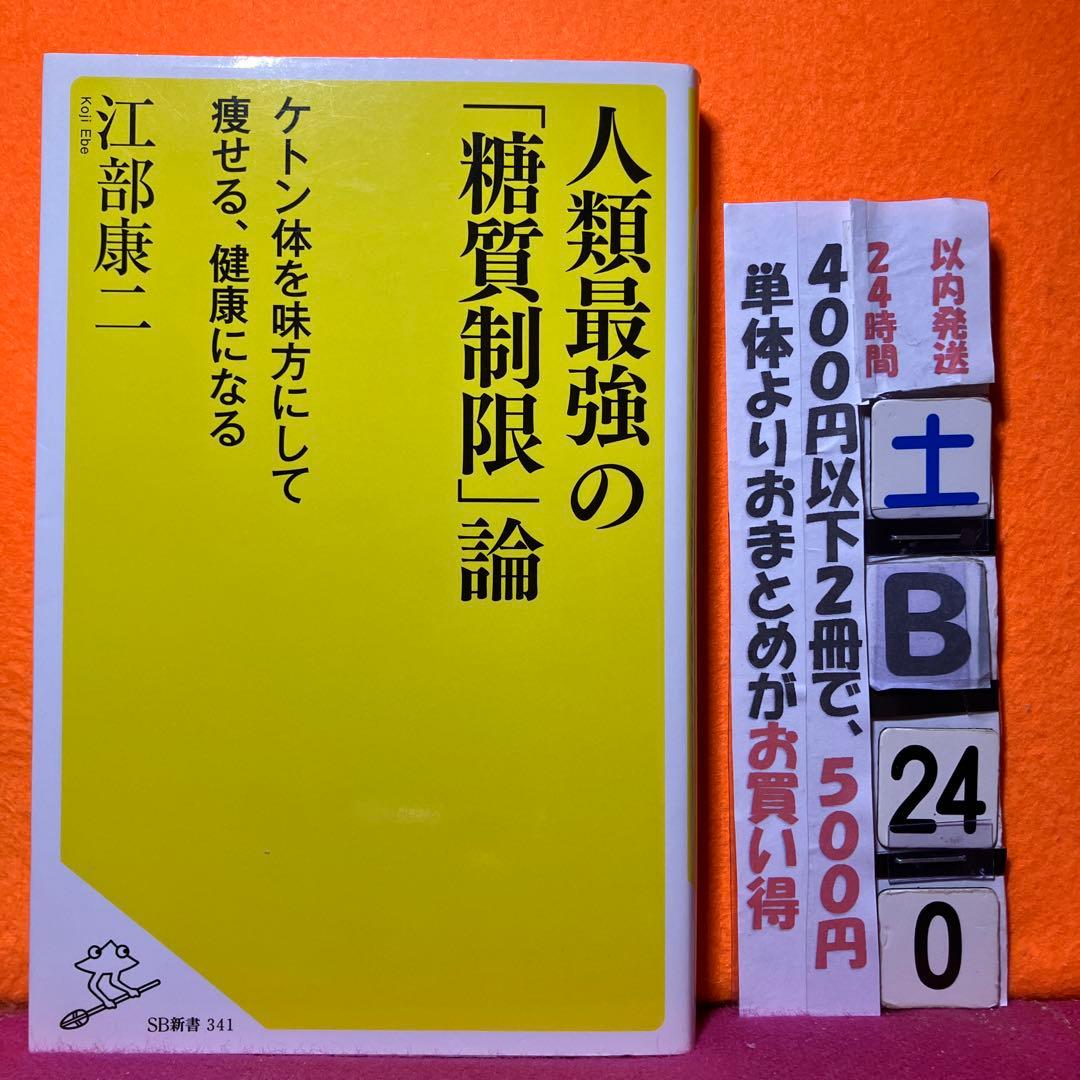 人類最強の
「糖質制限」論
ケトン体を味方にして
痩せる、健康になる
江部康二
Koji Ebe
SB新書 341
以内発送
24時間
400円以下2冊で、500円
単体よりおまとめがお買い得
土
B
24
0